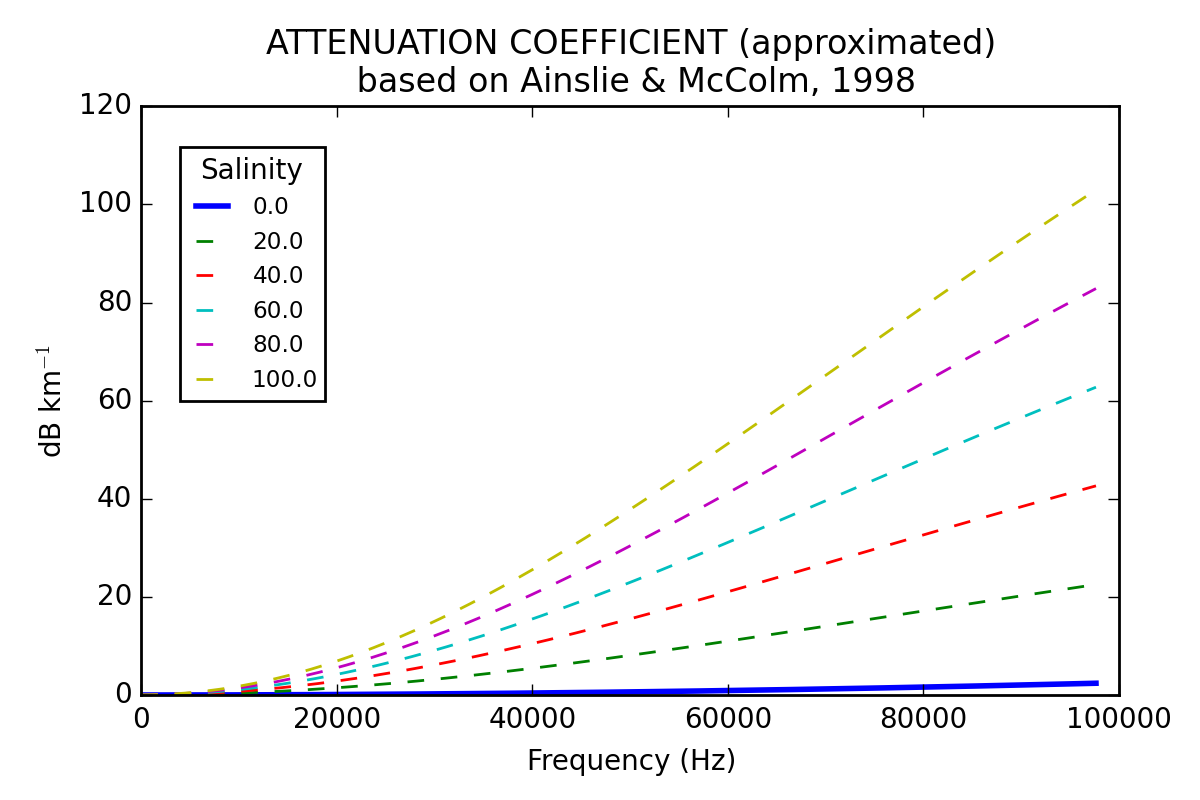 ATTENUATION COEFFICIENT (approximated)
based on Ainslie & McColm, 1998
120
100
80
60
40
20
0
dB km⁻¹
Salinity
0.0
20.0
40.0
60.0
80.0
100.0
0 20000 40000 60000 80000 100000
Frequency (Hz)